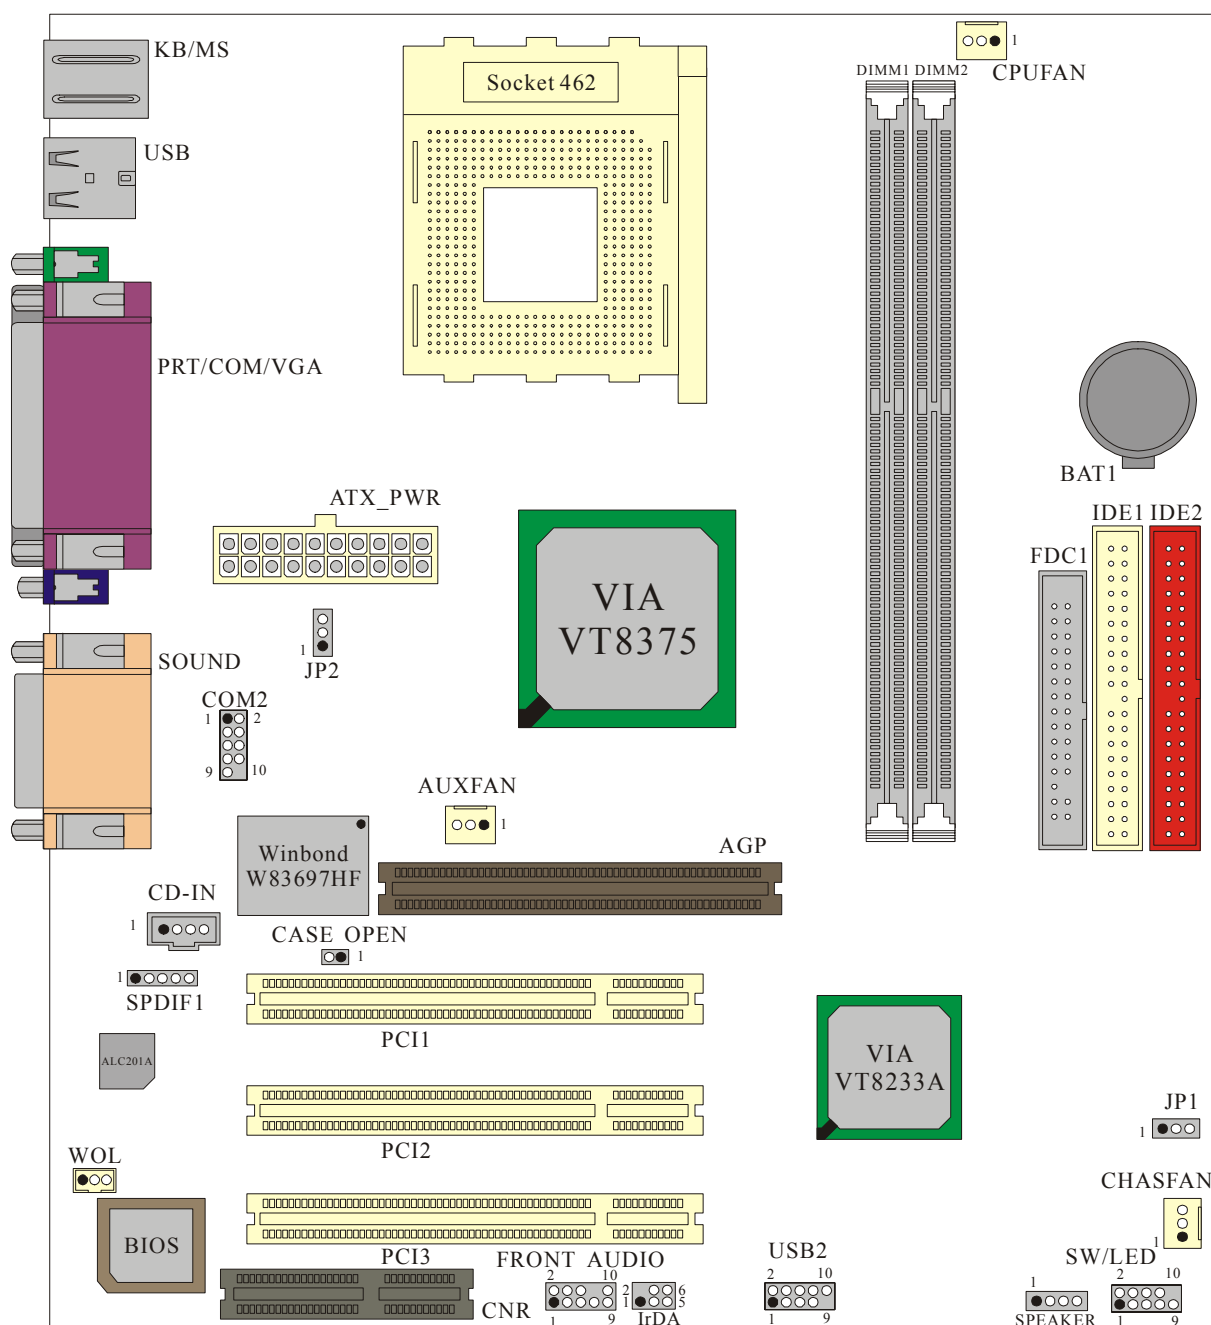 KB/MS
Socket 462
1
CPUFAN
DIMM1 DIMM2
USB
PRT/COM/VGA
BAT1
ATX_PWR
IDE1 IDE2
FDC1
VIA
VT8375
1
JP2
SOUND
COM2
1 2
9 10
AUXFAN
1
Winbond
W83697HF
AGP
CD-IN
1
CASE OPEN
1
1
SPDIF1
PCI1
ALC201A
VIA
VT8233A
PCI2
JP1
1
WOL
BIOS
CHASFAN
1
PCI3
FRONT AUDIO
2 10
1 9
2 6
1 5
IrDA
CNR
USB2
2 10
1 9
SW/LED
2 10
1 9
1
SPEAKER